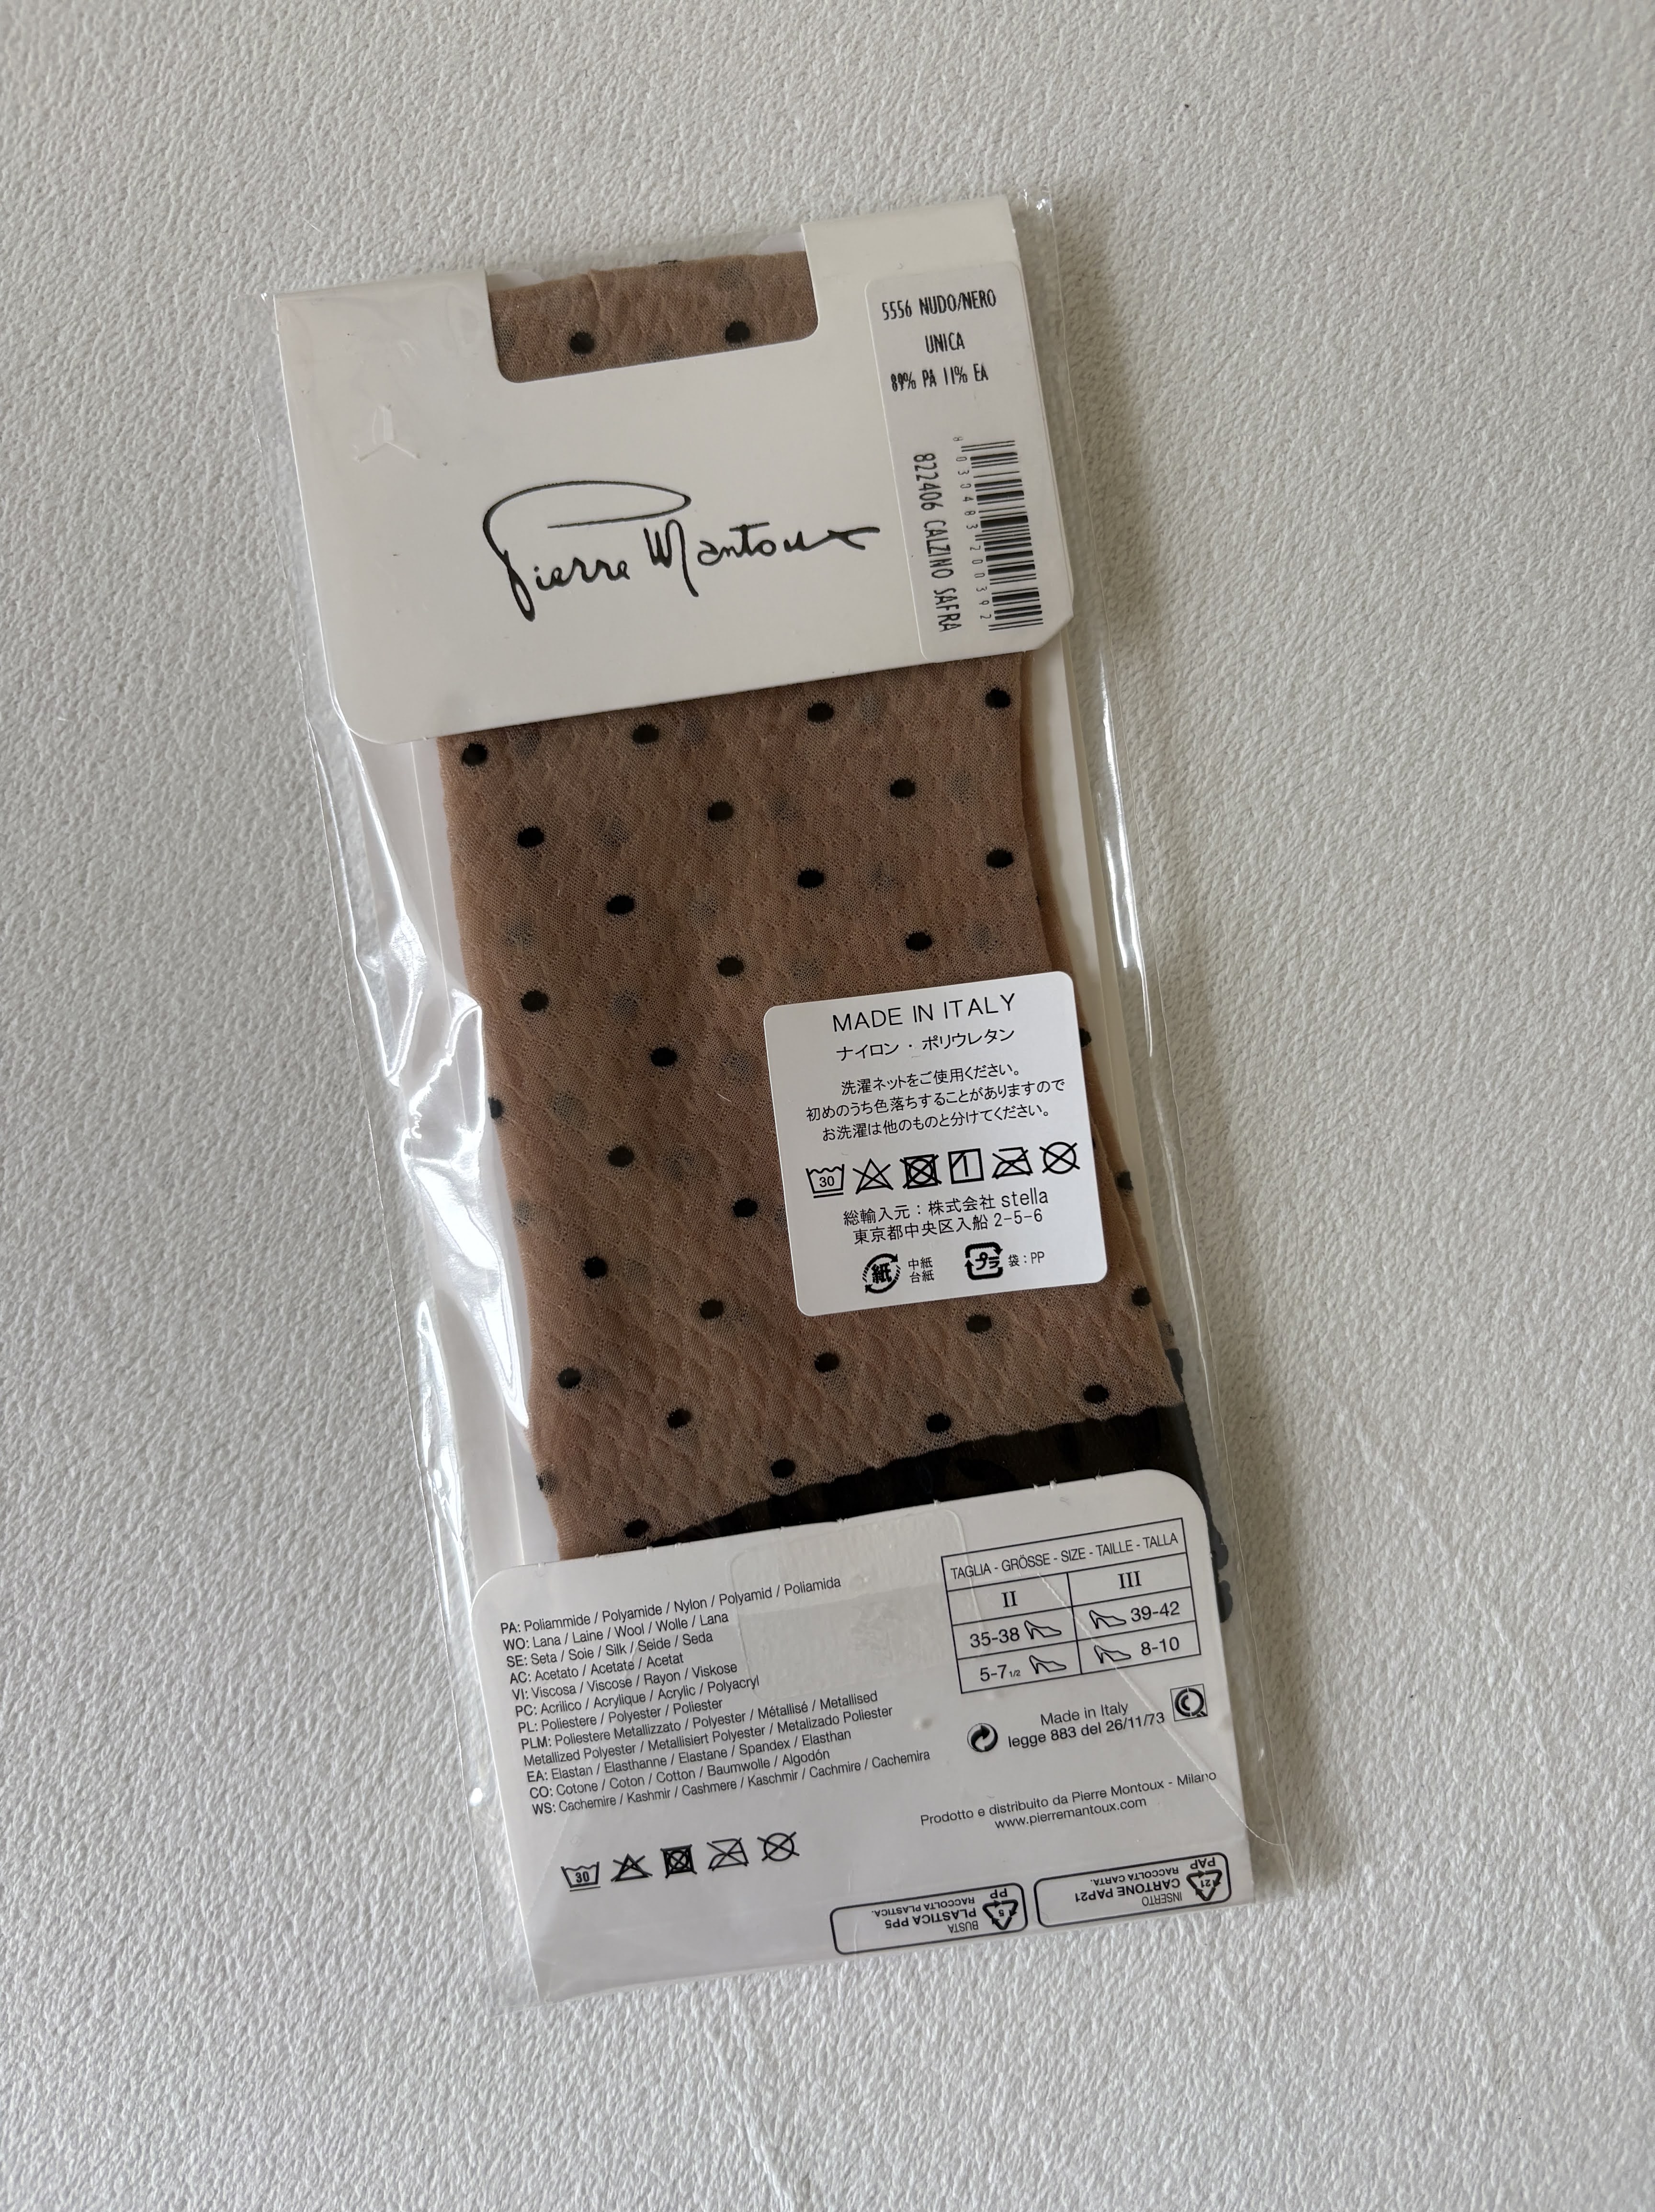 5556 NUDO/NERO
UNICA
89% PA 11% EA
822406 CALZINO SAFRA
8 030483 200392
Pierre Mantoux
MADE IN ITALY
ナイロン・ポリウレタン
洗濯ネットをご使用ください。
初めのうち色落ちすることがありますので
お洗濯は他のものと分けてください。
30
総輸入元:株式会社 stella
東京都中央区入船 2-5-6
紙 中紙
台紙
プラ 袋:PP
PA: Poliammide / Polyamide / Nylon / Polyamid / Poliamida
WO: Lana / Laine / Wool / Wolle / Lana
SE: Seta / Soie / Silk / Seide / Seda
AC: Acetato / Acetate / Acetat
VI: Viscosa / Viscose / Rayon / Viskose
PC: Acrilico / Acrylique / Acrylic / Polyacryl
PL: Poliestere / Polyester / Poliester
PLM: Poliestere Metallizzato / Polyester / Métallisé / Metallised
Metallized Polyester / Metallisiert Polyester / Metalizado Poliester
EA: Elastan / Elasthanne / Elastane / Spandex / Elasthan
CO: Cotone / Coton / Cotton / Baumwolle / Algodón
WS: Cachemire / Kashmir / Cashmere / Kaschmir / Cachmire / Cachemira
30
TAGLIA - GRÖSSE - SIZE - TAILLE - TALLA
II III
35-38 39-42
5-7 1/2 8-10
Made in Italy
legge 883 del 26/11/73
Prodotto e distribuito da Pierre Montoux - Milano
www.pierremantoux.com
BUSTA
PLASTICA PP5
RACCOLTA PLASTICA.
5
PP
INSERTO
CARTONE PAP21
RACCOLTA CARTA.
21
PAP